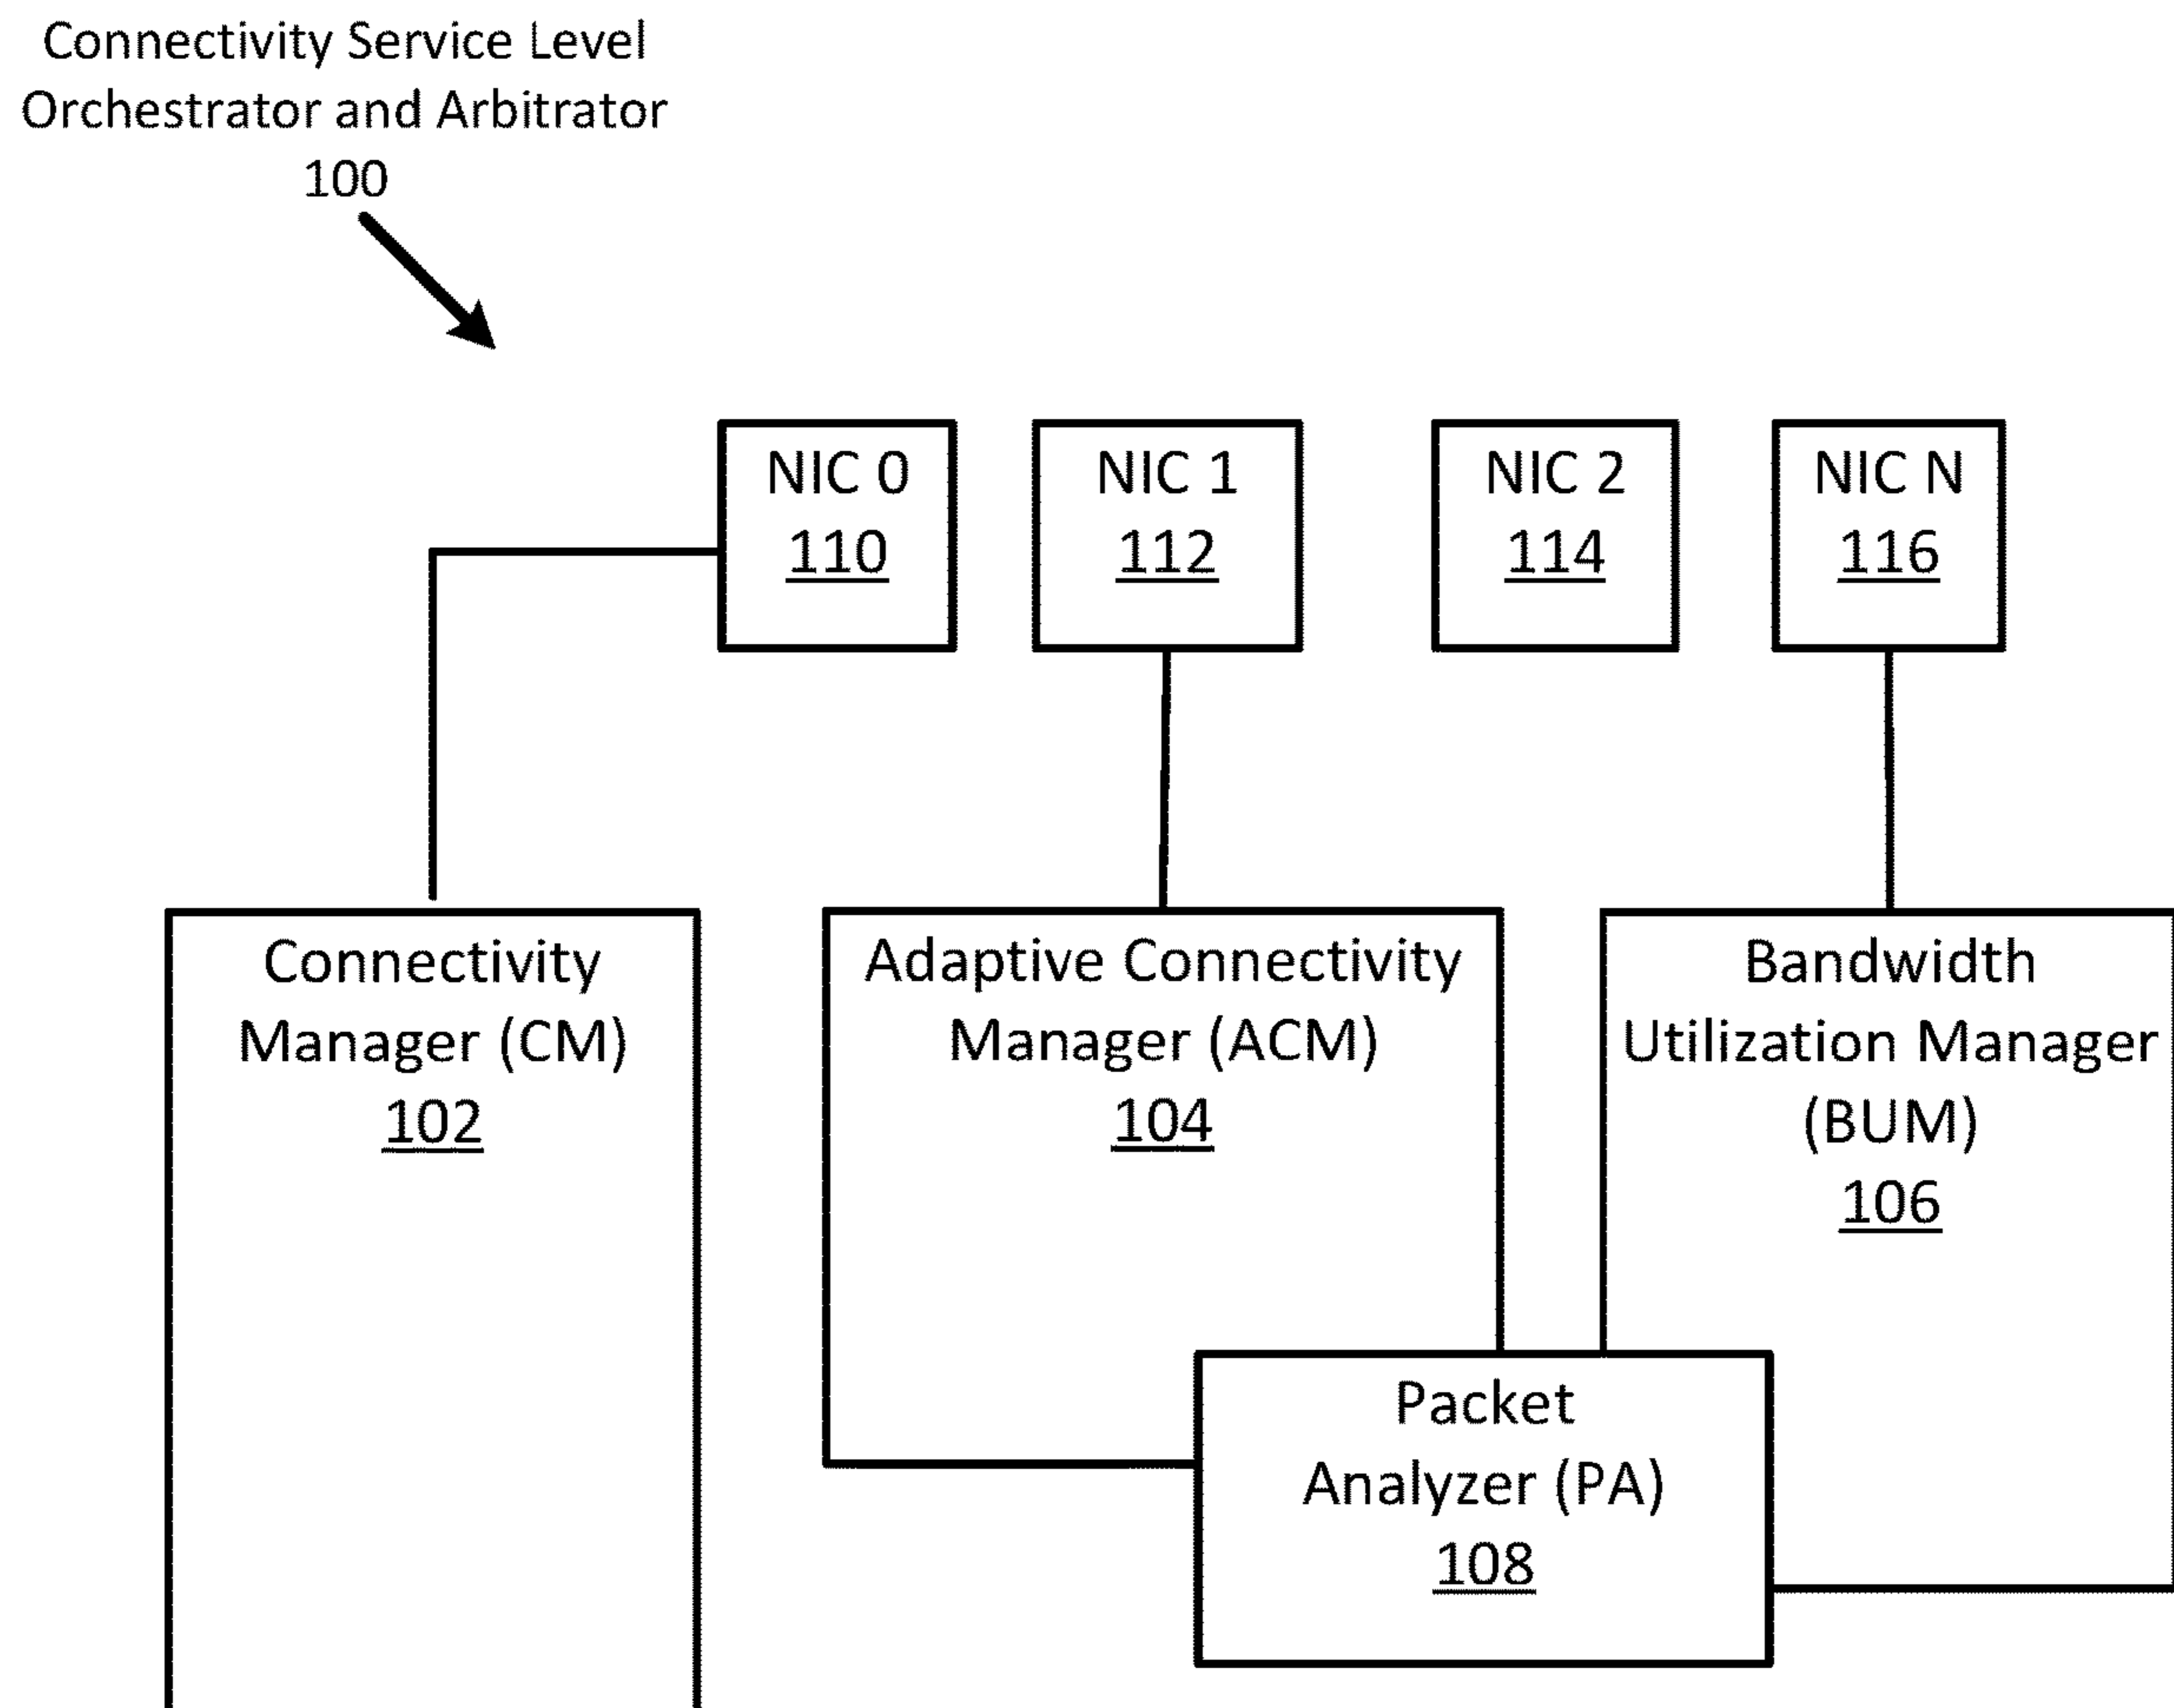 Connectivity Service Level
Orchestrator and Arbitrator
100
NIC 0
110
NIC 1
112
NIC 2
114
NIC N
116
Connectivity
Manager (CM)
102
Adaptive Connectivity
Manager (ACM)
104
Bandwidth
Utilization Manager
(BUM)
106
Packet
Analyzer (PA)
108